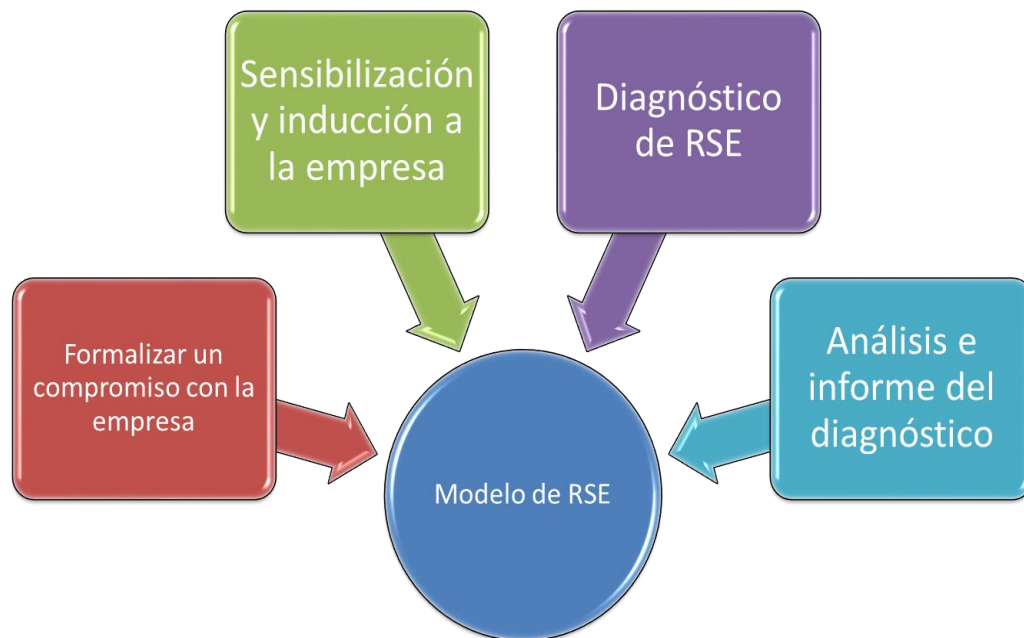 Sensibilización
y inducción a
la empresa
Diagnóstico
de RSE
Formalizar un
compromiso con la
empresa
Análisis e
informe del
diagnóstico
Modelo de RSE